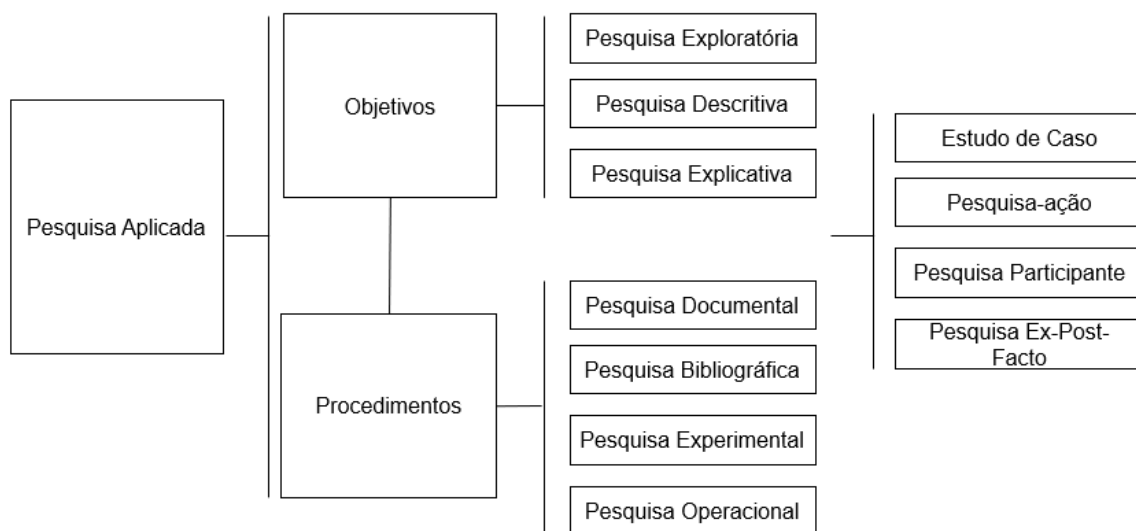 Pesquisa Aplicada
Objetivos
Pesquisa Exploratória
Pesquisa Descritiva
Pesquisa Explicativa
Procedimentos
Pesquisa Documental
Pesquisa Bibliográfica
Pesquisa Experimental
Pesquisa Operacional
Estudo de Caso
Pesquisa-ação
Pesquisa Participante
Pesquisa Ex-Post-
Facto